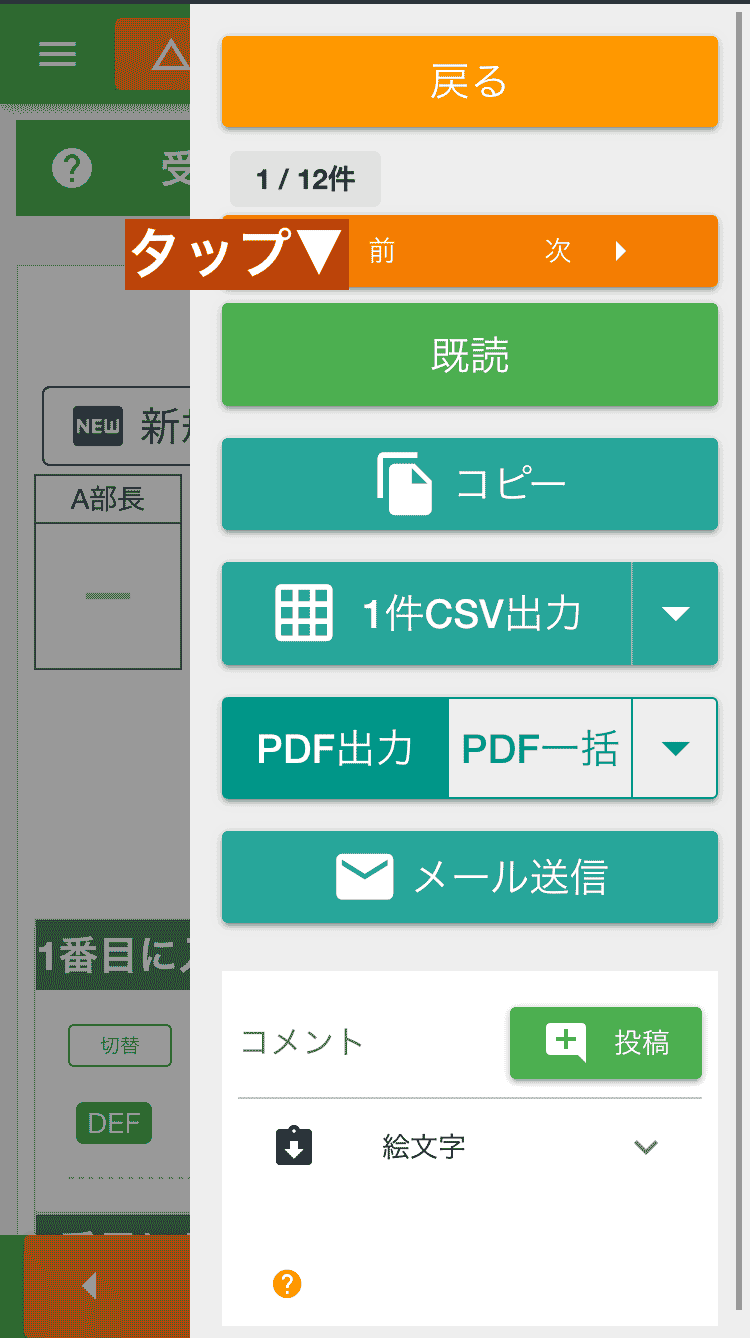 戻る
1 / 12件
受
タップ▼
前 次
既読
NEW 新規
コピー
A部長
1件CSV出力
PDF出力 PDF一括
メール送信
1番目に入
コメント 投稿
切替
DEF
絵文字